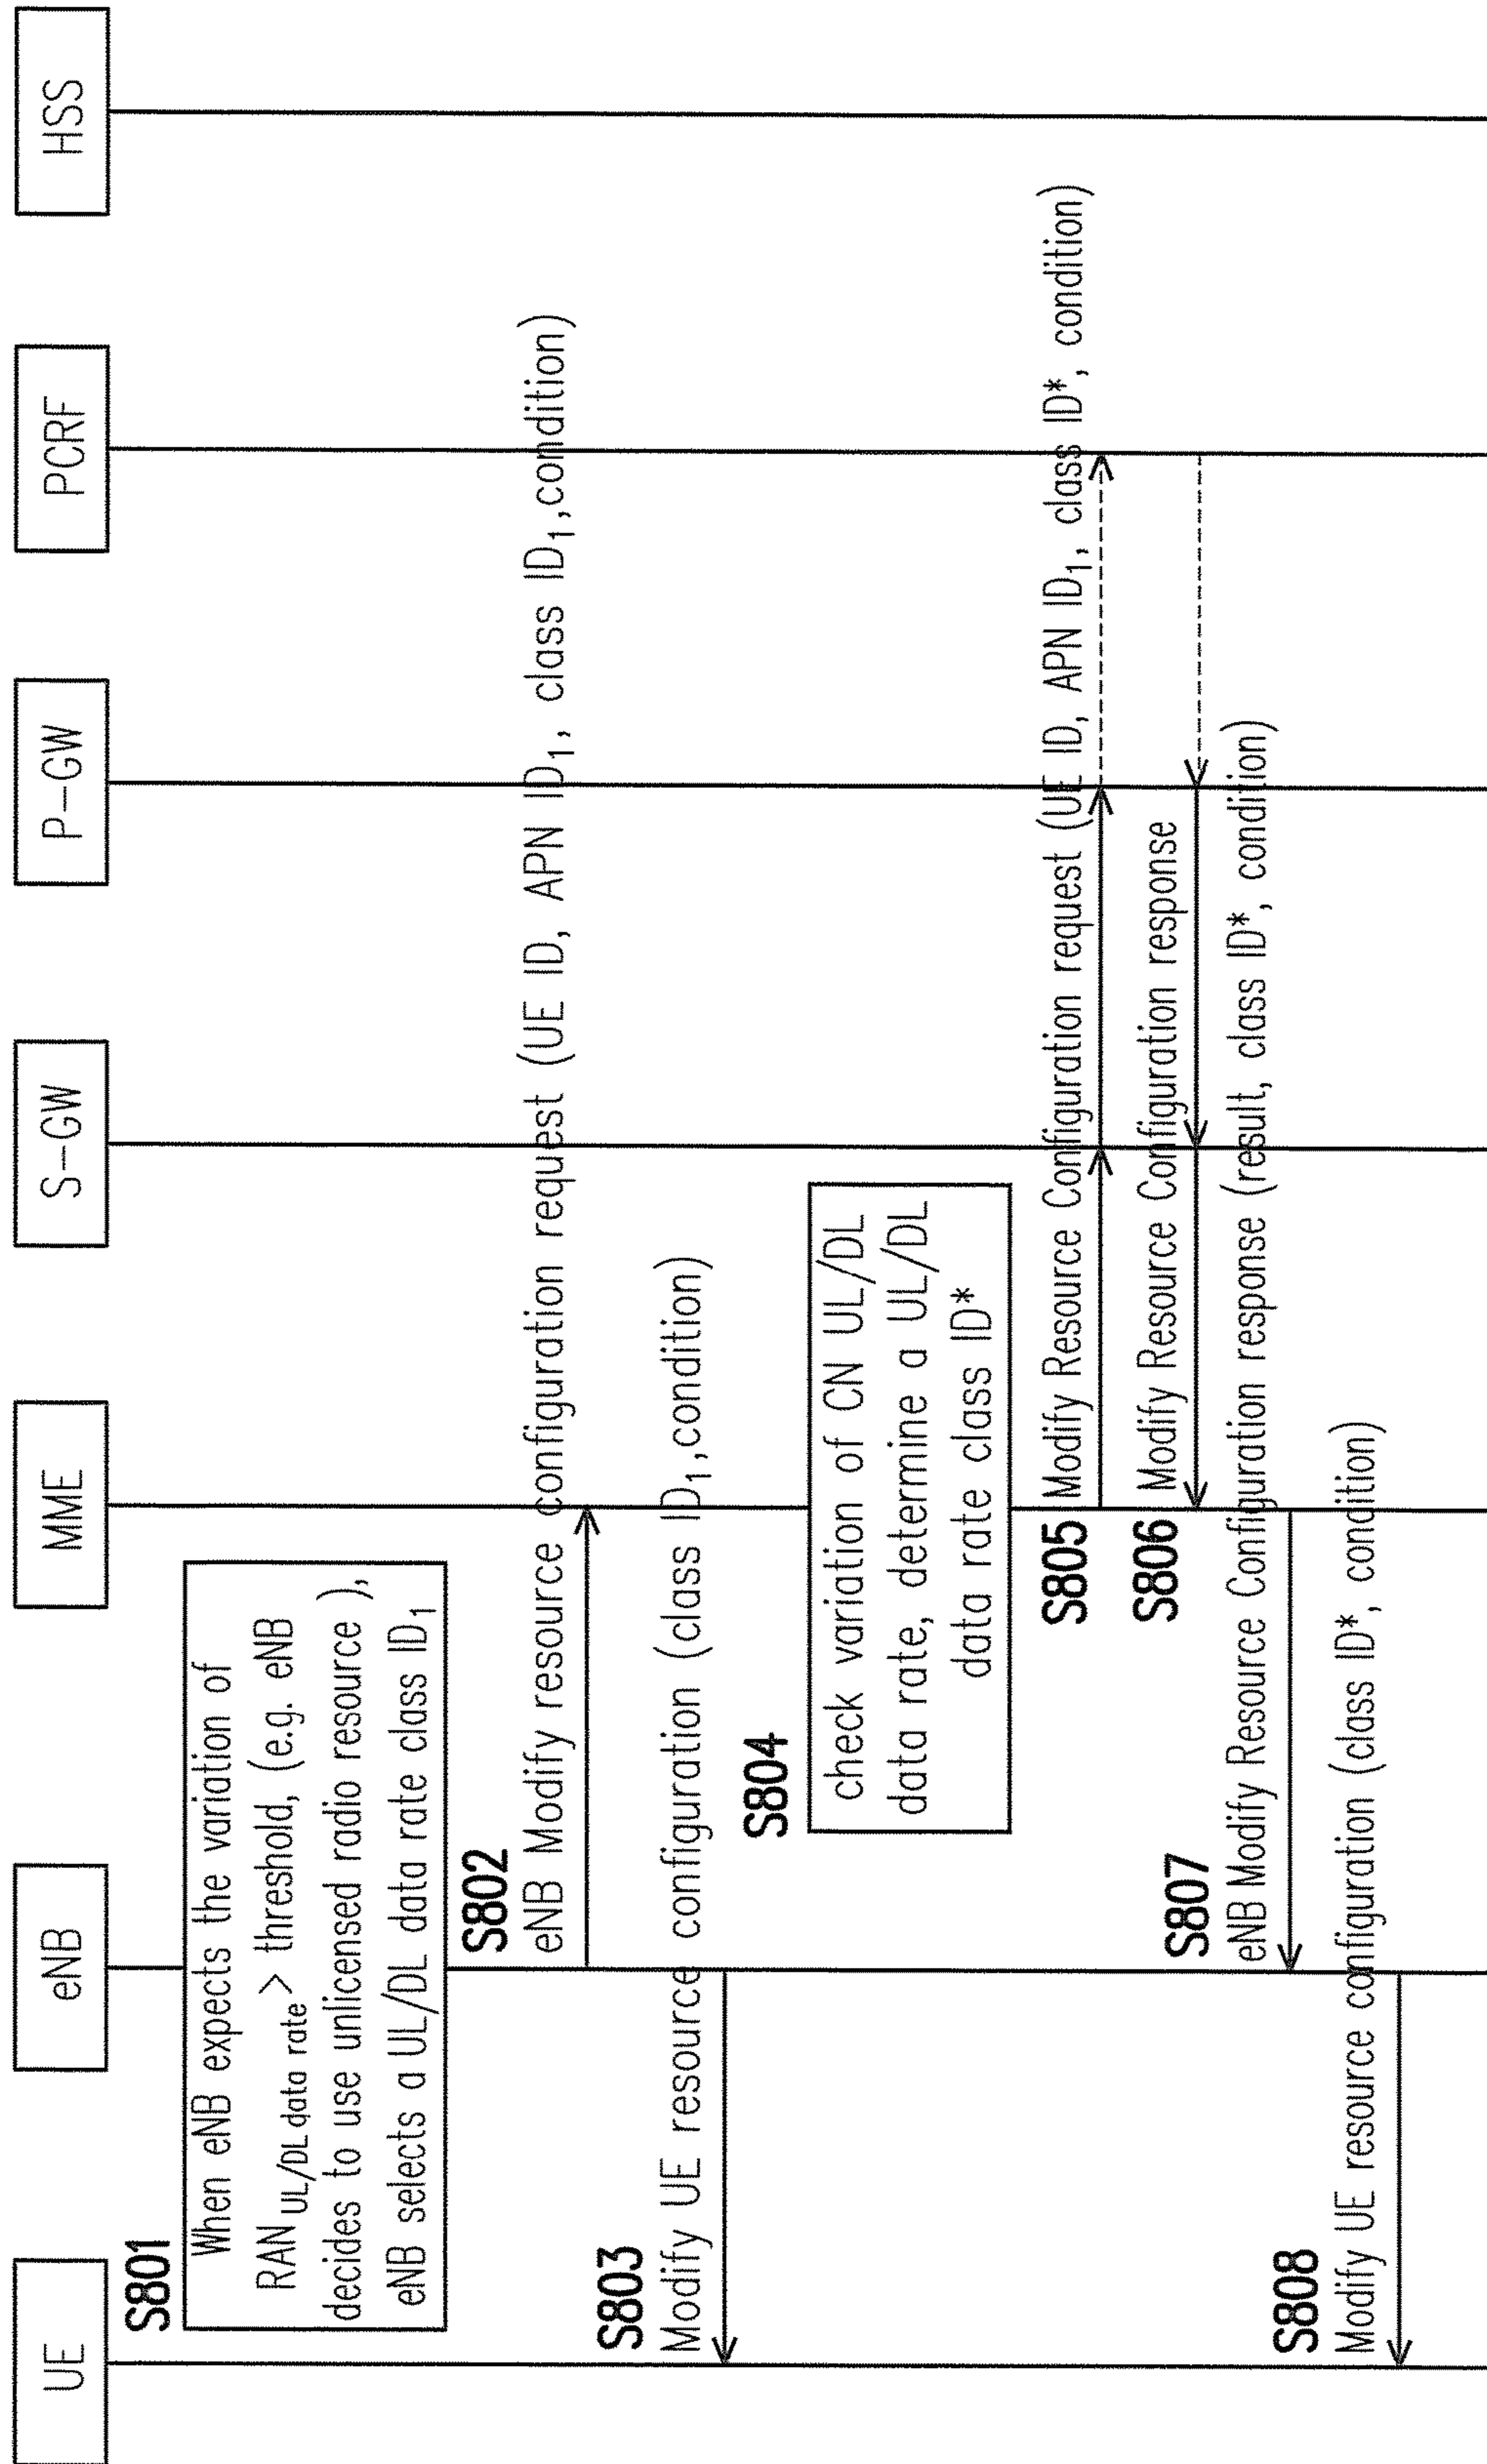 UE
eNB
MME
S-GW
P-GW
PCRF
HSS
S801
When eNB expects the variation of
RAN UL/DL data rate > threshold, (e.g. eNB
decides to use unlicensed radio resource ),
eNB selects a UL/DL data rate class ID1
S802
eNB Modify resource configuration request (UE ID, APN ID1, class ID1,condition)
S803
Modify UE resource configuration (class ID1,condition)
S804
check variation of CN UL/DL
data rate, determine a UL/DL
data rate class ID*
S805 Modify Resource Configuration request (UE ID, APN ID1, class ID*, condition)
S806 Modify Resource Configuration response
S807
eNB Modify Resource Configuration response (result, class ID*, condition)
S808
Modify UE resource configuration (class ID*, condition)